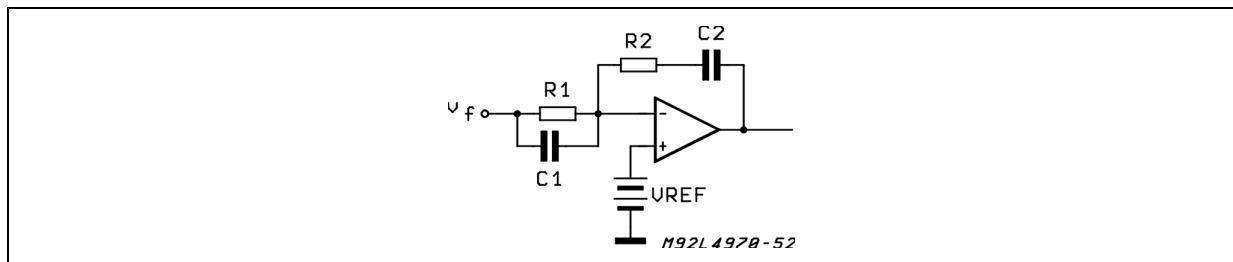 C2
R2
R1
Vf
-
+
C1
VREF
M92L4970-52